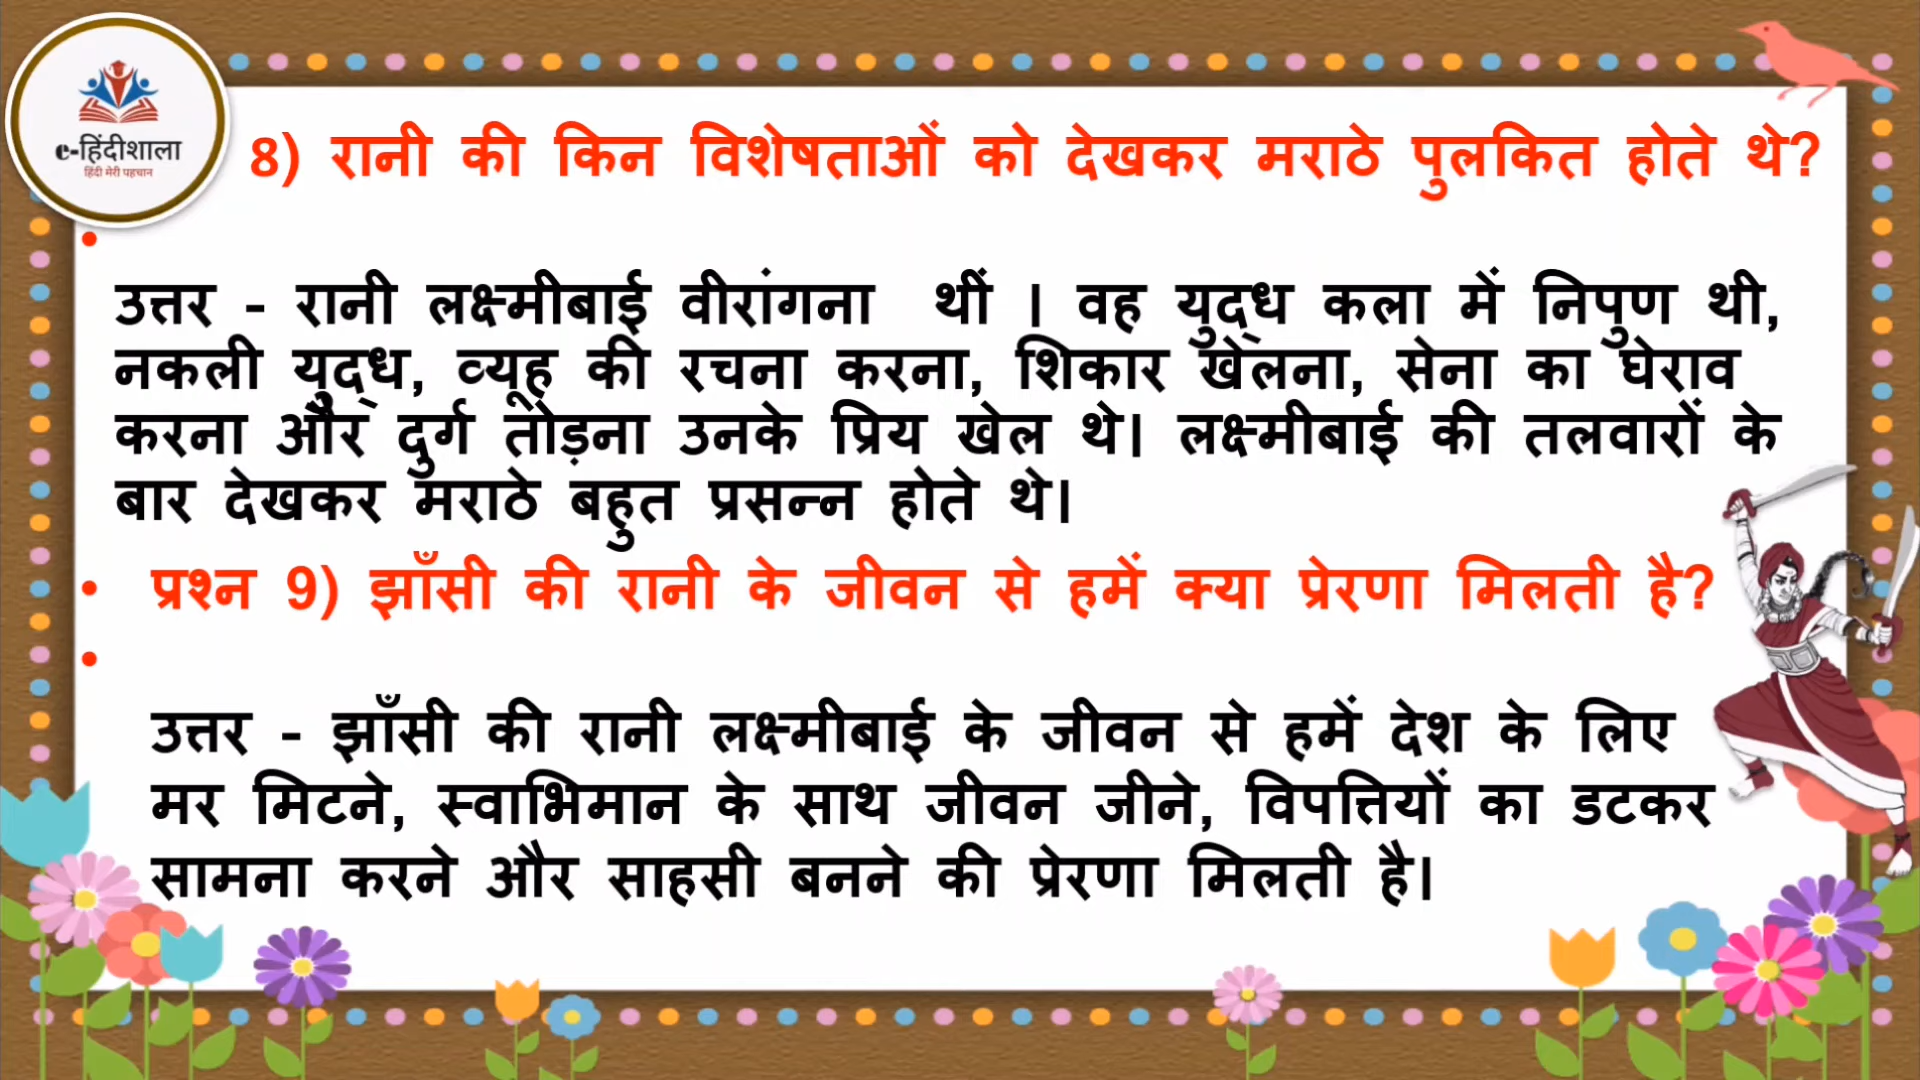 e-हिंदीशाला
हिंदी मेरी पहचान
8) रानी की किन विशेषताओं को देखकर मराठे पुलकित होते थे?
उत्तर - रानी लक्ष्मीबाई वीरांगना थीं । वह युद्ध कला में निपुण थी,
नकली युद्ध, व्यूह की रचना करना, शिकार खेलना, सेना का घेराव
करना और दुर्ग तोड़ना उनके प्रिय खेल थे। लक्ष्मीबाई की तलवारों के
बार देखकर मराठे बहुत प्रसन्न होते थे।
• प्रश्न 9) झाँसी की रानी के जीवन से हमें क्या प्रेरणा मिलती है?
उत्तर - झाँसी की रानी लक्ष्मीबाई के जीवन से हमें देश के लिए
मर मिटने, स्वाभिमान के साथ जीवन जीने, विपत्तियों का डटकर
सामना करने और साहसी बनने की प्रेरणा मिलती है।